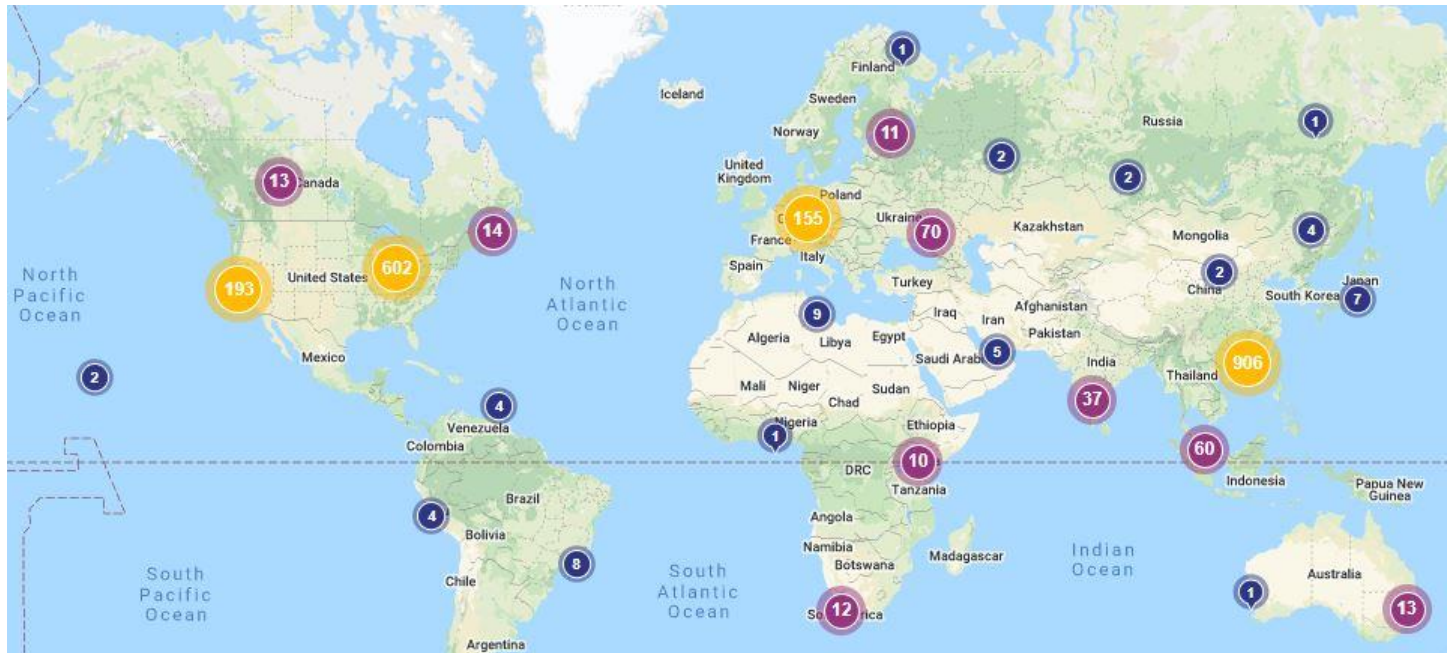 1
Finland
Iceland
Sweden
Russia
1
Norway
11
United
Kingdom
2
2
13
Canada
Poland
14
155
Ukraine
70
France
Kazakhstan
4
Mongolia
602
United States
193
North
Pacific
Ocean
Italy
Spain
Turkey
2
China
Japan
South Korea
7
North
Atlantic
Ocean
9
Iraq
Iran
Afghanistan
Pakistan
Algeria
Libya
Egypt
Mexico
Saudi Arab
5
India
906
Thailand
2
Mali
Niger
Chad
Sudan
37
4
Venezuela
Colombia
Nigeria
1
Ethiopia
60
10
DRC
Tanzania
Indonesia
Papua New
Guinea
Brazil
4
Angola
Bolivia
Namibia
Botswana
Madagascar
Indian
Ocean
8
South
Pacific
Ocean
Chile
South
Atlantic
Ocean
Australia
1
12
So
rica
13
Argentina